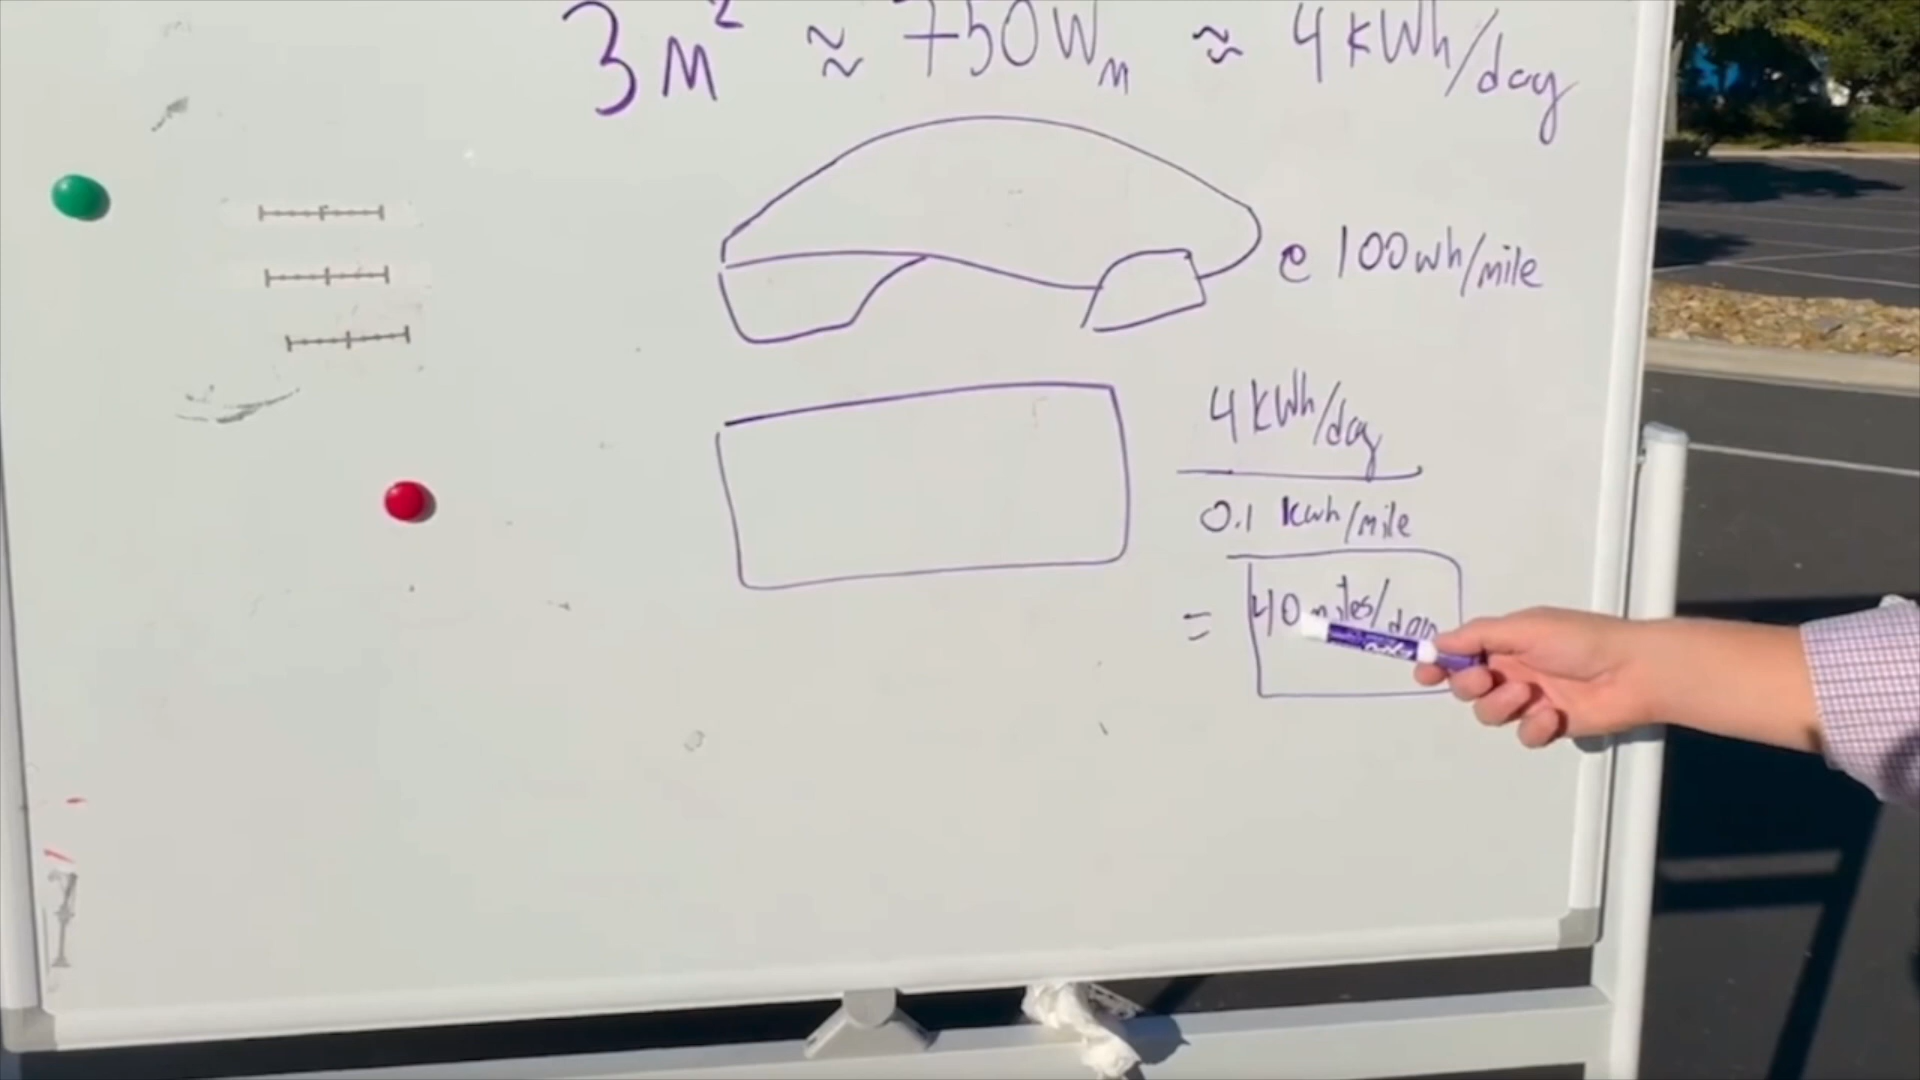 3m² ≈ 750Wm ≈ 4kWh/day
@ 100wh/mile
4kWh/day
0.1 kwh/mile
= 40 miles/day